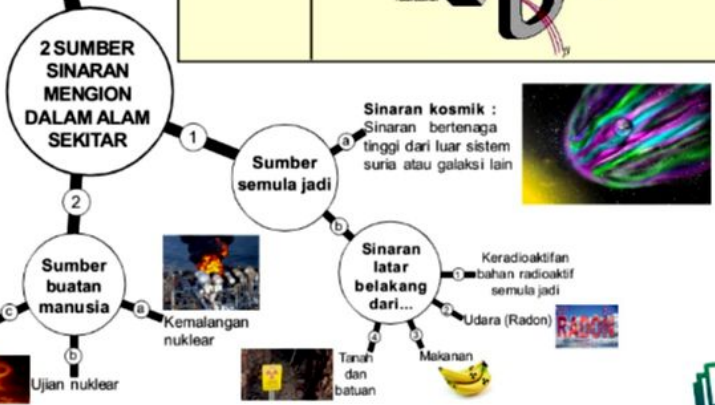 2 SUMBER
SINARAN
MENGION
DALAM ALAM
SEKITAR
1
Sumber
semula jadi
a
Sinaran kosmik :
Sinaran bertenaga
tinggi dari luar sistem
suria atau galaksi lain
b
Sinaran
latar
belakang
dari...
1
Keradioaktifan
bahan radioaktif
semula jadi
2
Udara (Radon)
RADON
3
Makanan
4
Tanah
dan
batuan
2
Sumber
buatan
manusia
a
Kemalangan
nuklear
b
Ujian nuklear
c